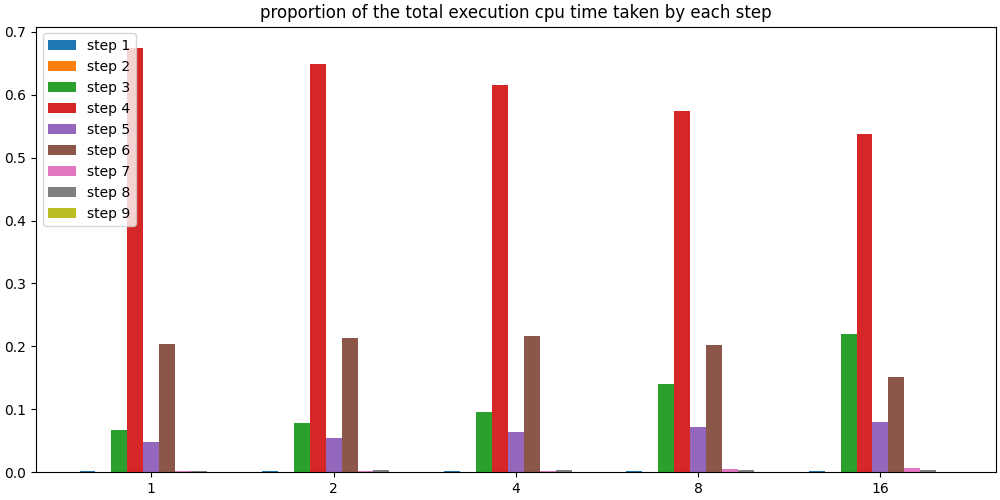 proportion of the total execution cpu time taken by each step
0.7
0.6
0.5
0.4
0.3
0.2
0.1
0.0
step 1
step 2
step 3
step 4
step 5
step 6
step 7
step 8
step 9
1 2 4 8 16